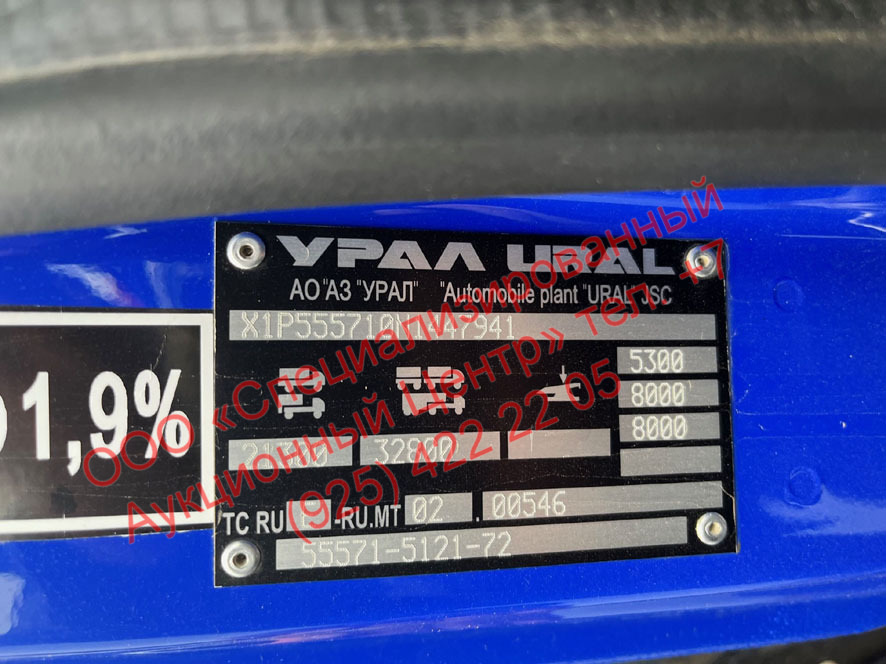 УРАЛ URAL
АО "АЗ "УРАЛ" "Automobile plant "URAL JSC
5300
8000
8000
32800
91,9%
TC RU -RU.MT 02 .00546
55571-5121-72
ООО «Специализированный
Аукционный Центр» тел. +7
(925) 422 22 05